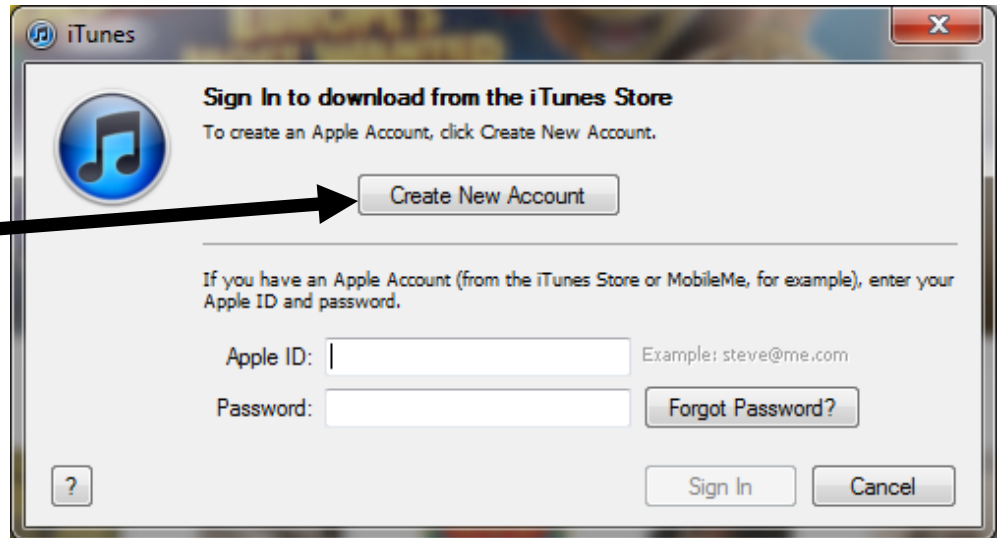 iTunes
Sign In to download from the iTunes Store
To create an Apple Account, click Create New Account.
Create New Account
If you have an Apple Account (from the iTunes Store or MobileMe, for example), enter your
Apple ID and password.
Apple ID: Example: steve@me.com
Password: Forgot Password?
? Sign In Cancel